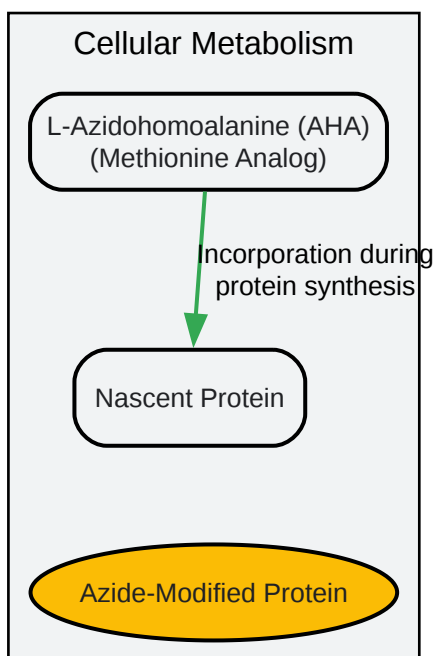 Cellular Metabolism
L-Azidohomoalanine (AHA)
(Methionine Analog)
Incorporation during
protein synthesis
Nascent Protein
Azide-Modified Protein